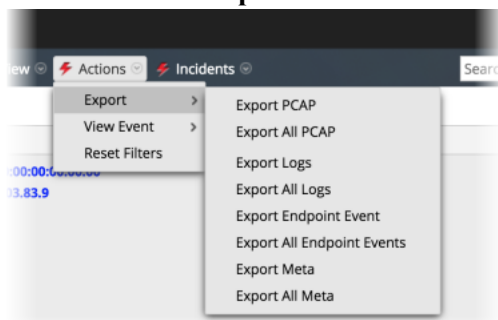 Actions Incidents
Export
View Event
Reset Filters
Export PCAP
Export All PCAP
Export Logs
Export All Logs
Export Endpoint Event
Export All Endpoint Events
Export Meta
Export All Meta